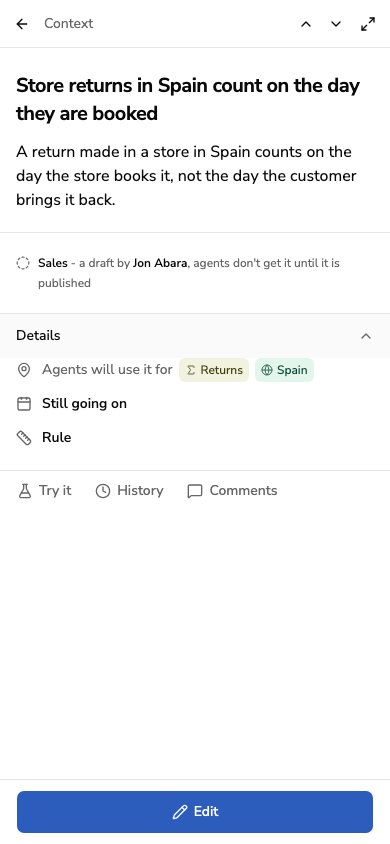 Context
Store returns in Spain count on the day
they are booked
A return made in a store in Spain counts on the
day the store books it, not the day the customer
brings it back.
Sales - a draft by Jon Abara, agents don't get it until it is
published
Details
Agents will use it for Returns Spain
Still going on
Rule
Try it History Comments
Edit